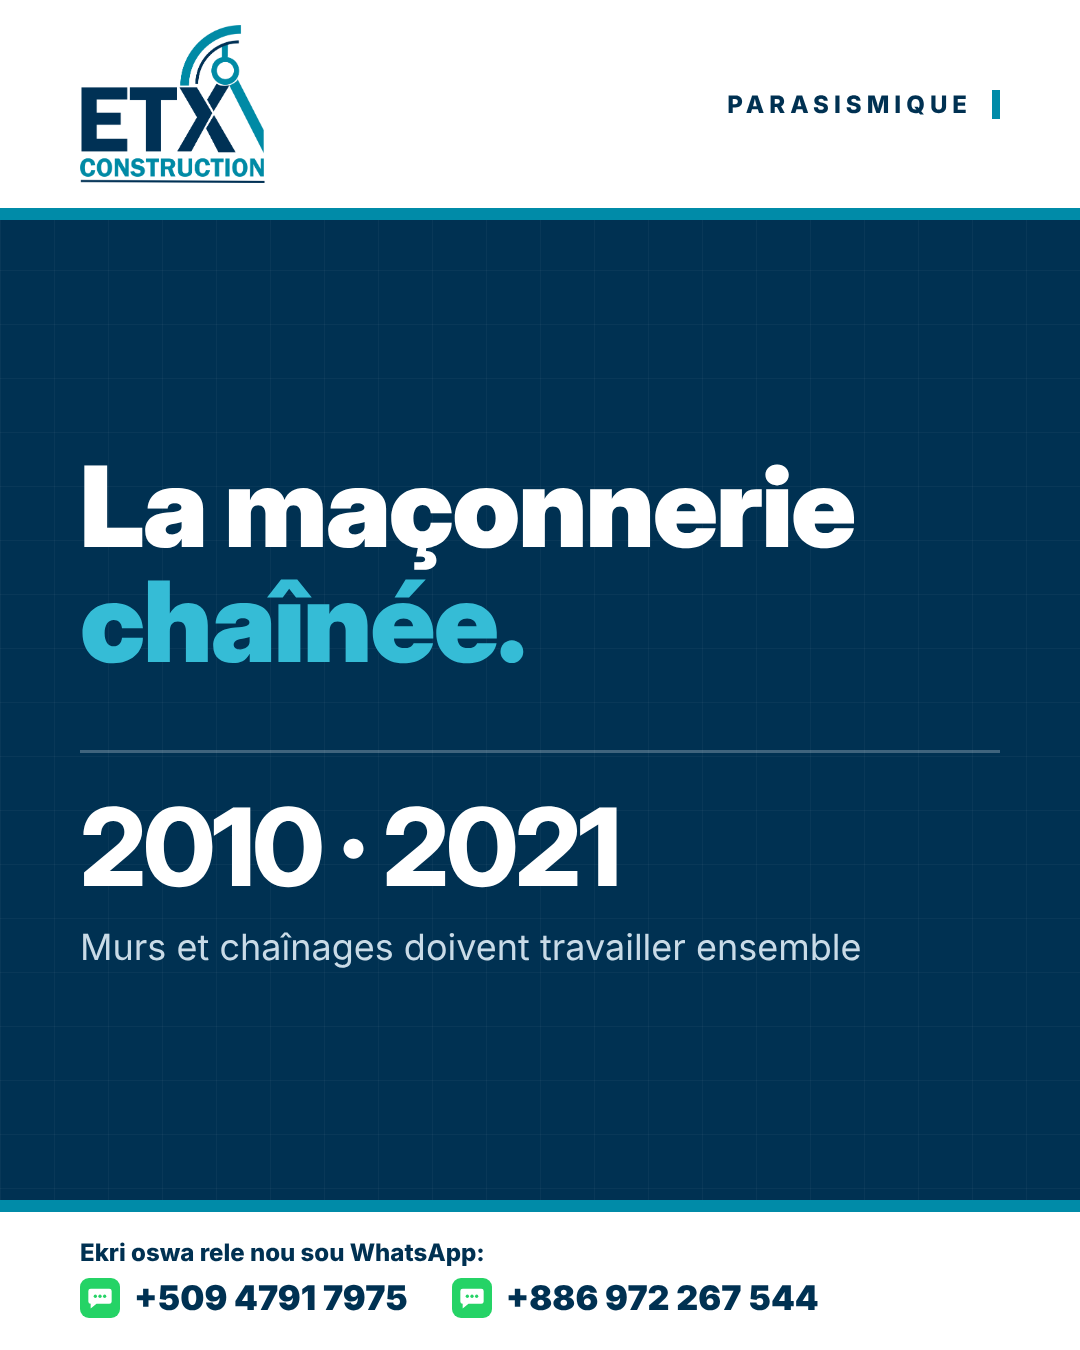 ETX
CONSTRUCTION
PARASISMIQUE
La maçonnerie
chaînée.
2010 · 2021
Murs et chaînages doivent travailler ensemble
Ekri oswa rele nou sou WhatsApp:
+509 4791 7975
+886 972 267 544